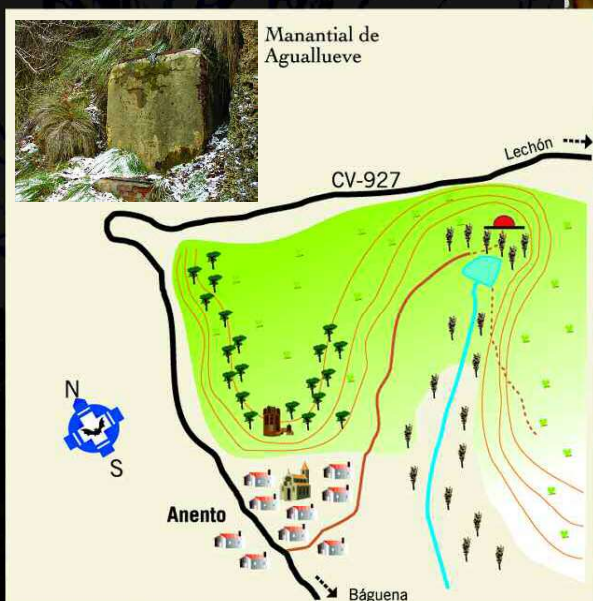 Manantial de
Aguallueve
Lechón
CV-927
N
S
Anento
Báguena